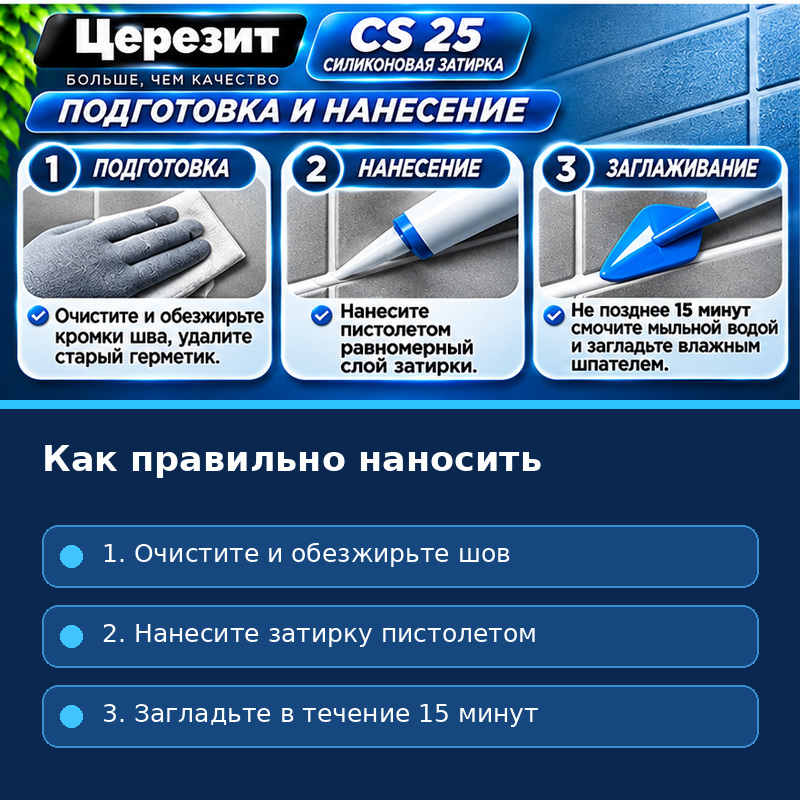 Церезит
БОЛЬШЕ, ЧЕМ КАЧЕСТВО
CS 25
СИЛИКОНОВАЯ ЗАТИРКА
ПОДГОТОВКА И НАНЕСЕНИЕ
1 ПОДГОТОВКА
Очистите и обезжирьте
кромки шва, удалите
старый герметик.
2 НАНЕСЕНИЕ
Нанесите
пистолетом
равномерный
слой затирки.
3 ЗАГЛАЖИВАНИЕ
Не позднее 15 минут
смочите мыльной водой
и загладьте влажным
шпателем.
Как правильно наносить
1. Очистите и обезжирьте шов
2. Нанесите затирку пистолетом
3. Загладьте в течение 15 минут